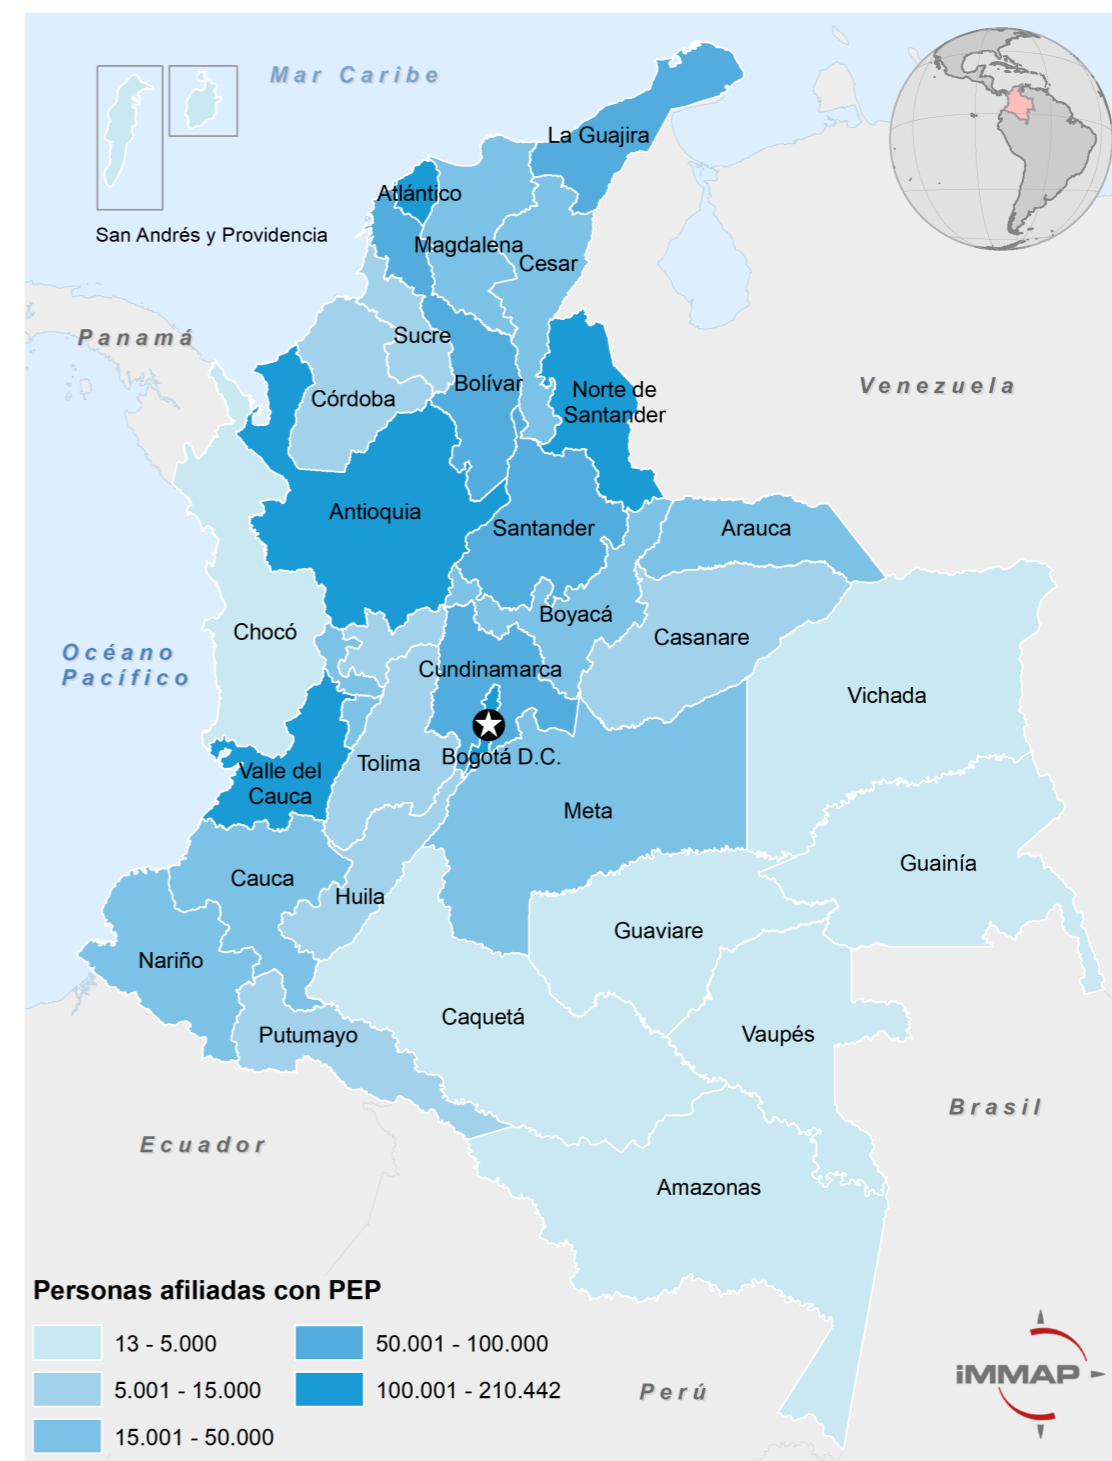 Mar Caribe
La Guajira
Atlántico
San Andrés y Providencia
Magdalena
Cesar
Panamá
Sucre
Venezuela
Bolívar
Norte de
Santander
Córdoba
Antioquia
Santander
Arauca
Boyacá
Chocó
Casanare
Océano
Pacífico
Cundinamarca
Vichada
Bogotá D.C.
Tolima
Valle del
Cauca
Meta
Guainía
Cauca
Huila
Guaviare
Nariño
Caquetá
Vaupés
Putumayo
Brasil
Ecuador
Amazonas
Personas afiliadas con PEP
13 - 5.000
50.001 - 100.000
5.001 - 15.000
100.001 - 210.442
15.001 - 50.000
Perú
iMMAP